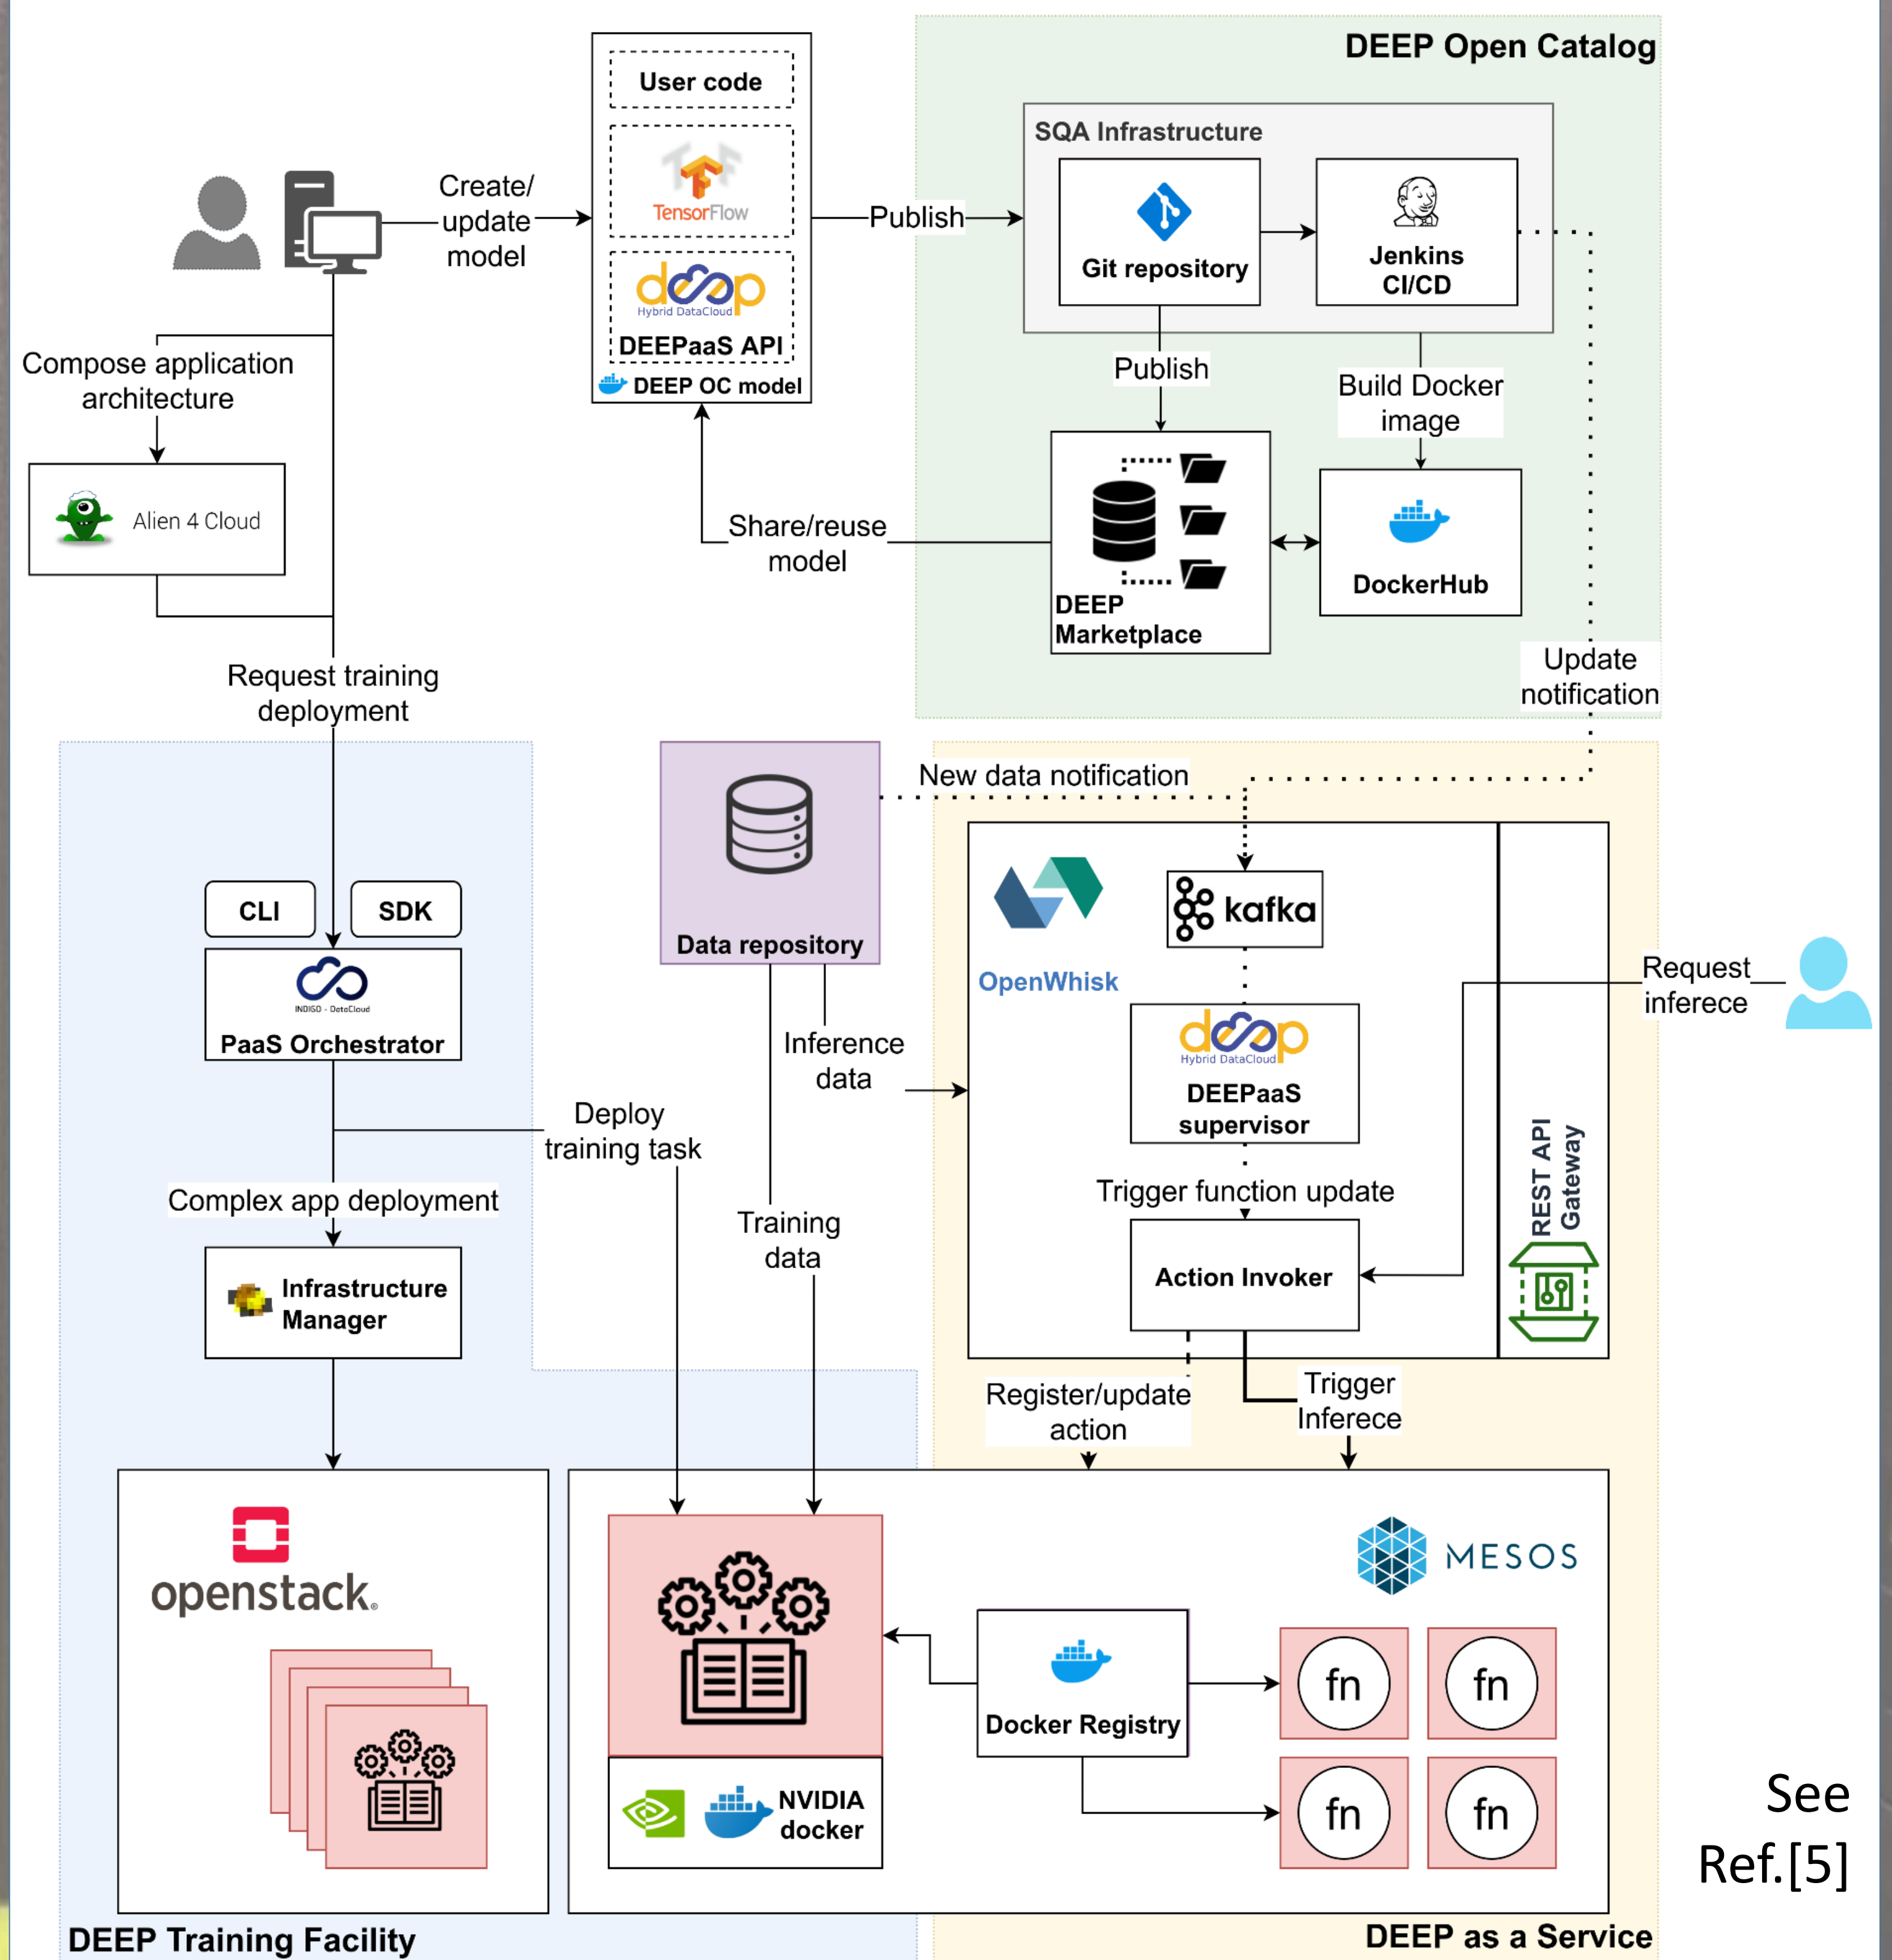 DEEP Open Catalog
User code
TensorFlow
deep
Hybrid DataCloud
DEEPaaS API
DEEP OC model
Create/
update
model
Publish
SQA Infrastructure
Git repository
Jenkins
CI/CD
Publish
Build Docker
image
Compose application
architecture
Alien 4 Cloud
Share/reuse
model
DEEP
Marketplace
DockerHub
Update
notification
Request training
deployment
New data notification
Data repository
CLI
SDK
INDIGO - DataCloud
PaaS Orchestrator
OpenWhisk
kafka
Request
inferece
Inference
data
deep
Hybrid DataCloud
DEEPaaS
supervisor
Deploy
training task
REST API
Gateway
Complex app deployment
Trigger function update
Training
data
Infrastructure
Manager
Action Invoker
Register/update
action
Trigger
Inferece
openstack.
MESOS
Docker Registry
fn
fn
fn
fn
NVIDIA
docker
See
Ref.[5]
DEEP Training Facility
DEEP as a Service